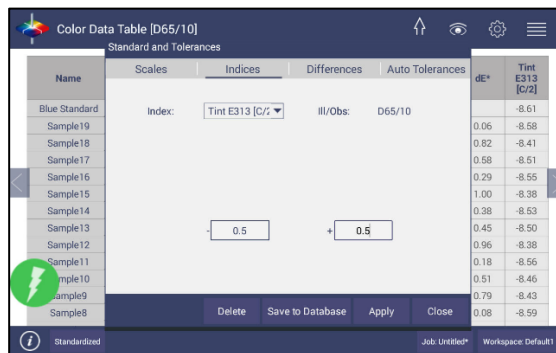 Color Data Table [D65/10]
Standard and Tolerances
Scales Indices Differences Auto Tolerances
Name dE* Tint E313 [C/2]
Index: Tint E313 [C/2 Ill/Obs: D65/10
Blue Standard -8.61
Sample19 0.06 -8.58
Sample18 0.82 -8.41
Sample17 0.58 -8.51
Sample16 0.29 -8.55
Sample15 1.00 -8.38
Sample14 0.38 -8.53
Sample13 0.45 -8.50
- 0.5 + 0.5
Sample12 0.96 -8.38
Sample11 0.18 -8.56
Sample10 0.51 -8.46
Sample9 0.79 -8.43
Sample8 0.08 -8.59
Delete Save to Database Apply Close
i Standardized Job: Untitled* Workspace: Default1